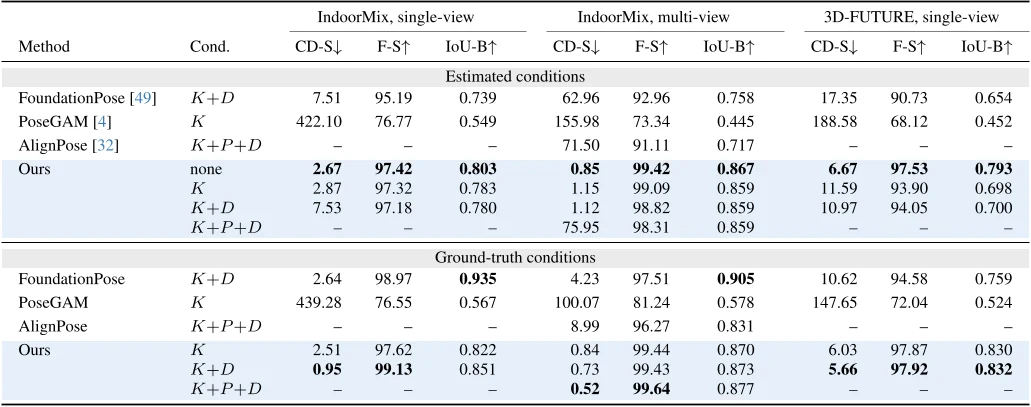 IndoorMix, single-view IndoorMix, multi-view 3D-FUTURE, single-view
Method Cond. CD-S↓ F-S↑ IoU-B↑ CD-S↓ F-S↑ IoU-B↑ CD-S↓ F-S↑ IoU-B↑
Estimated conditions
FoundationPose [49] K+D 7.51 95.19 0.739 62.96 92.96 0.758 17.35 90.73 0.654
PoseGAM [4] K 422.10 76.77 0.549 155.98 73.34 0.445 188.58 68.12 0.452
AlignPose [32] K+P+D – – – 71.50 91.11 0.717 – – –
Ours none 2.67 97.42 0.803 0.85 99.42 0.867 6.67 97.53 0.793
K 2.87 97.32 0.783 1.15 99.09 0.859 11.59 93.90 0.698
K+D 7.53 97.18 0.780 1.12 98.82 0.859 10.97 94.05 0.700
K+P+D – – – 75.95 98.31 0.859 – – –
Ground-truth conditions
FoundationPose K+D 2.64 98.97 0.935 4.23 97.51 0.905 10.62 94.58 0.759
PoseGAM K 439.28 76.55 0.567 100.07 81.24 0.578 147.65 72.04 0.524
AlignPose K+P+D – – – 8.99 96.27 0.831 – – –
Ours K 2.51 97.62 0.822 0.84 99.44 0.870 6.03 97.87 0.830
K+D 0.95 99.13 0.851 0.73 99.43 0.873 5.66 97.92 0.832
K+P+D – – – 0.52 99.64 0.877 – – –